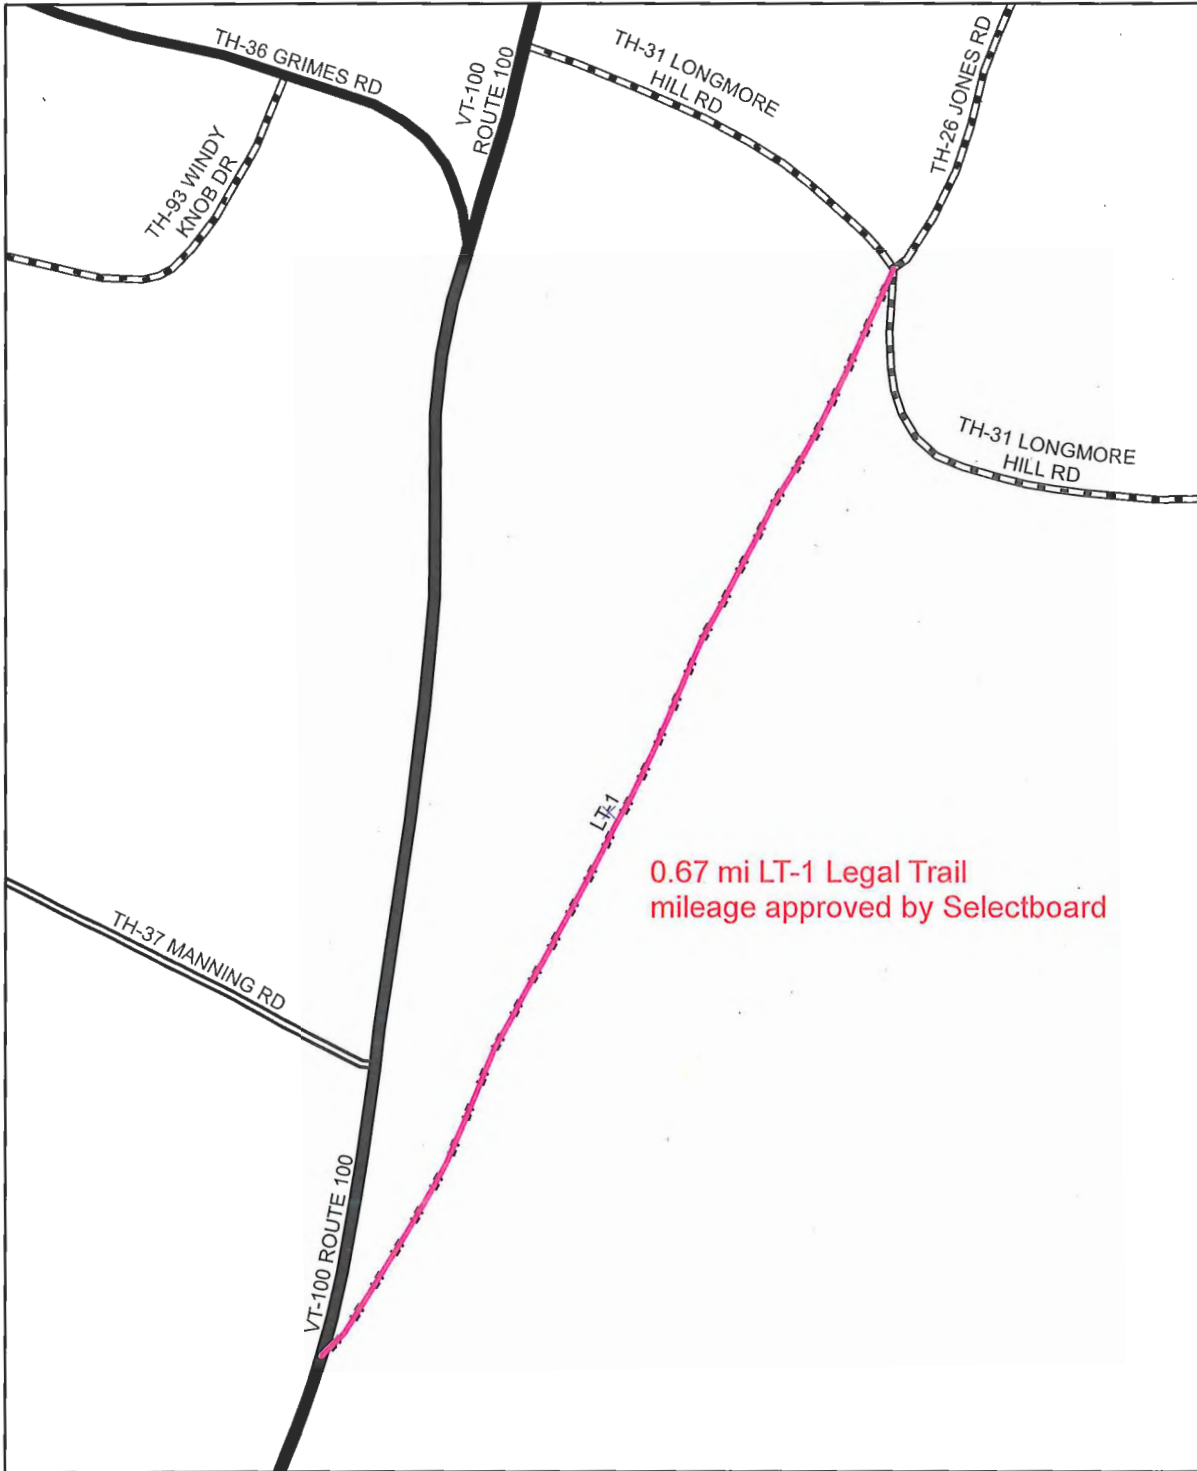 TH-36 GRIMES RD
VT-100
ROUTE 100
TH-31 LONGMORE
HILL RD
TH-26 JONES RD
TH-93 WINDY
KNOB DR
TH-31 LONGMORE
HILL RD
LT-1
0.67 mi LT-1 Legal Trail
mileage approved by Selectboard
TH-37 MANNING RD
VT-100 ROUTE 100